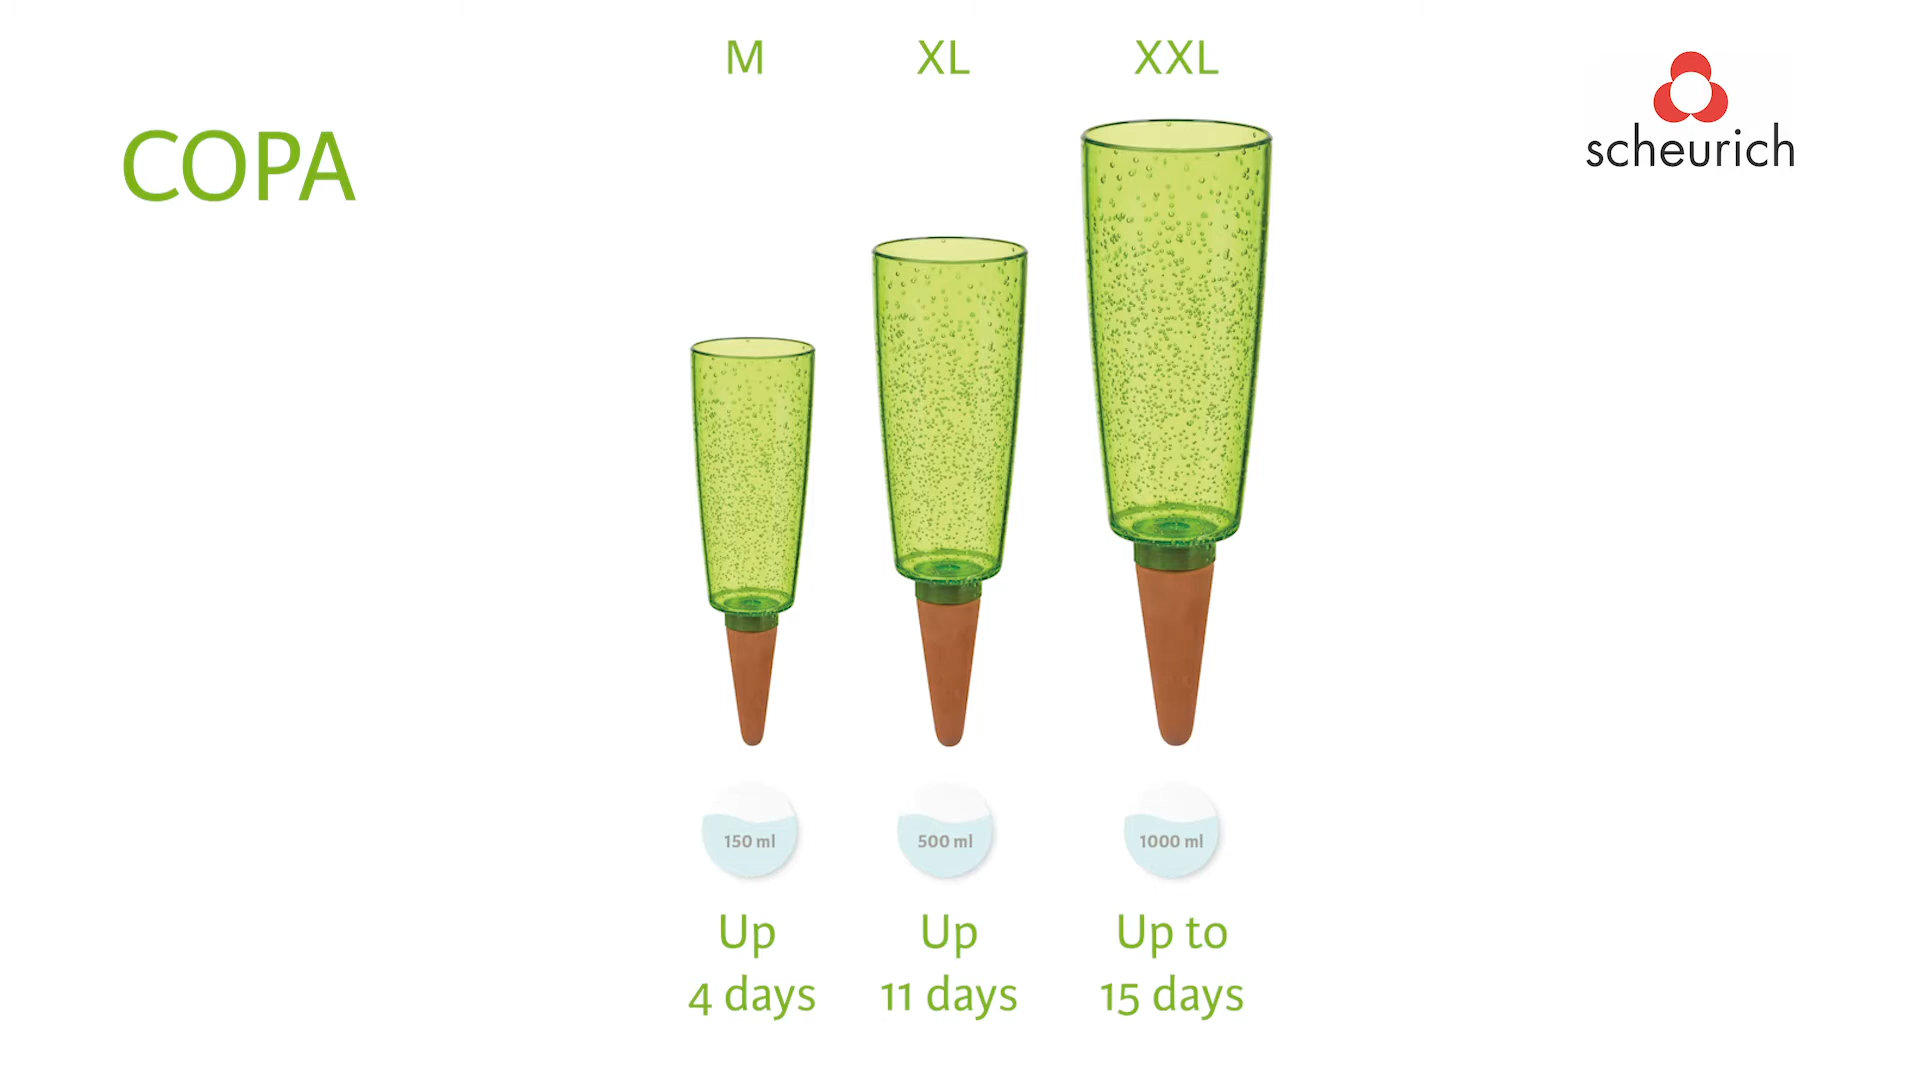 M XL XXL
COPA
scheurich
150 ml 500 ml 1000 ml
Up Up Up to
4 days 11 days 15 days